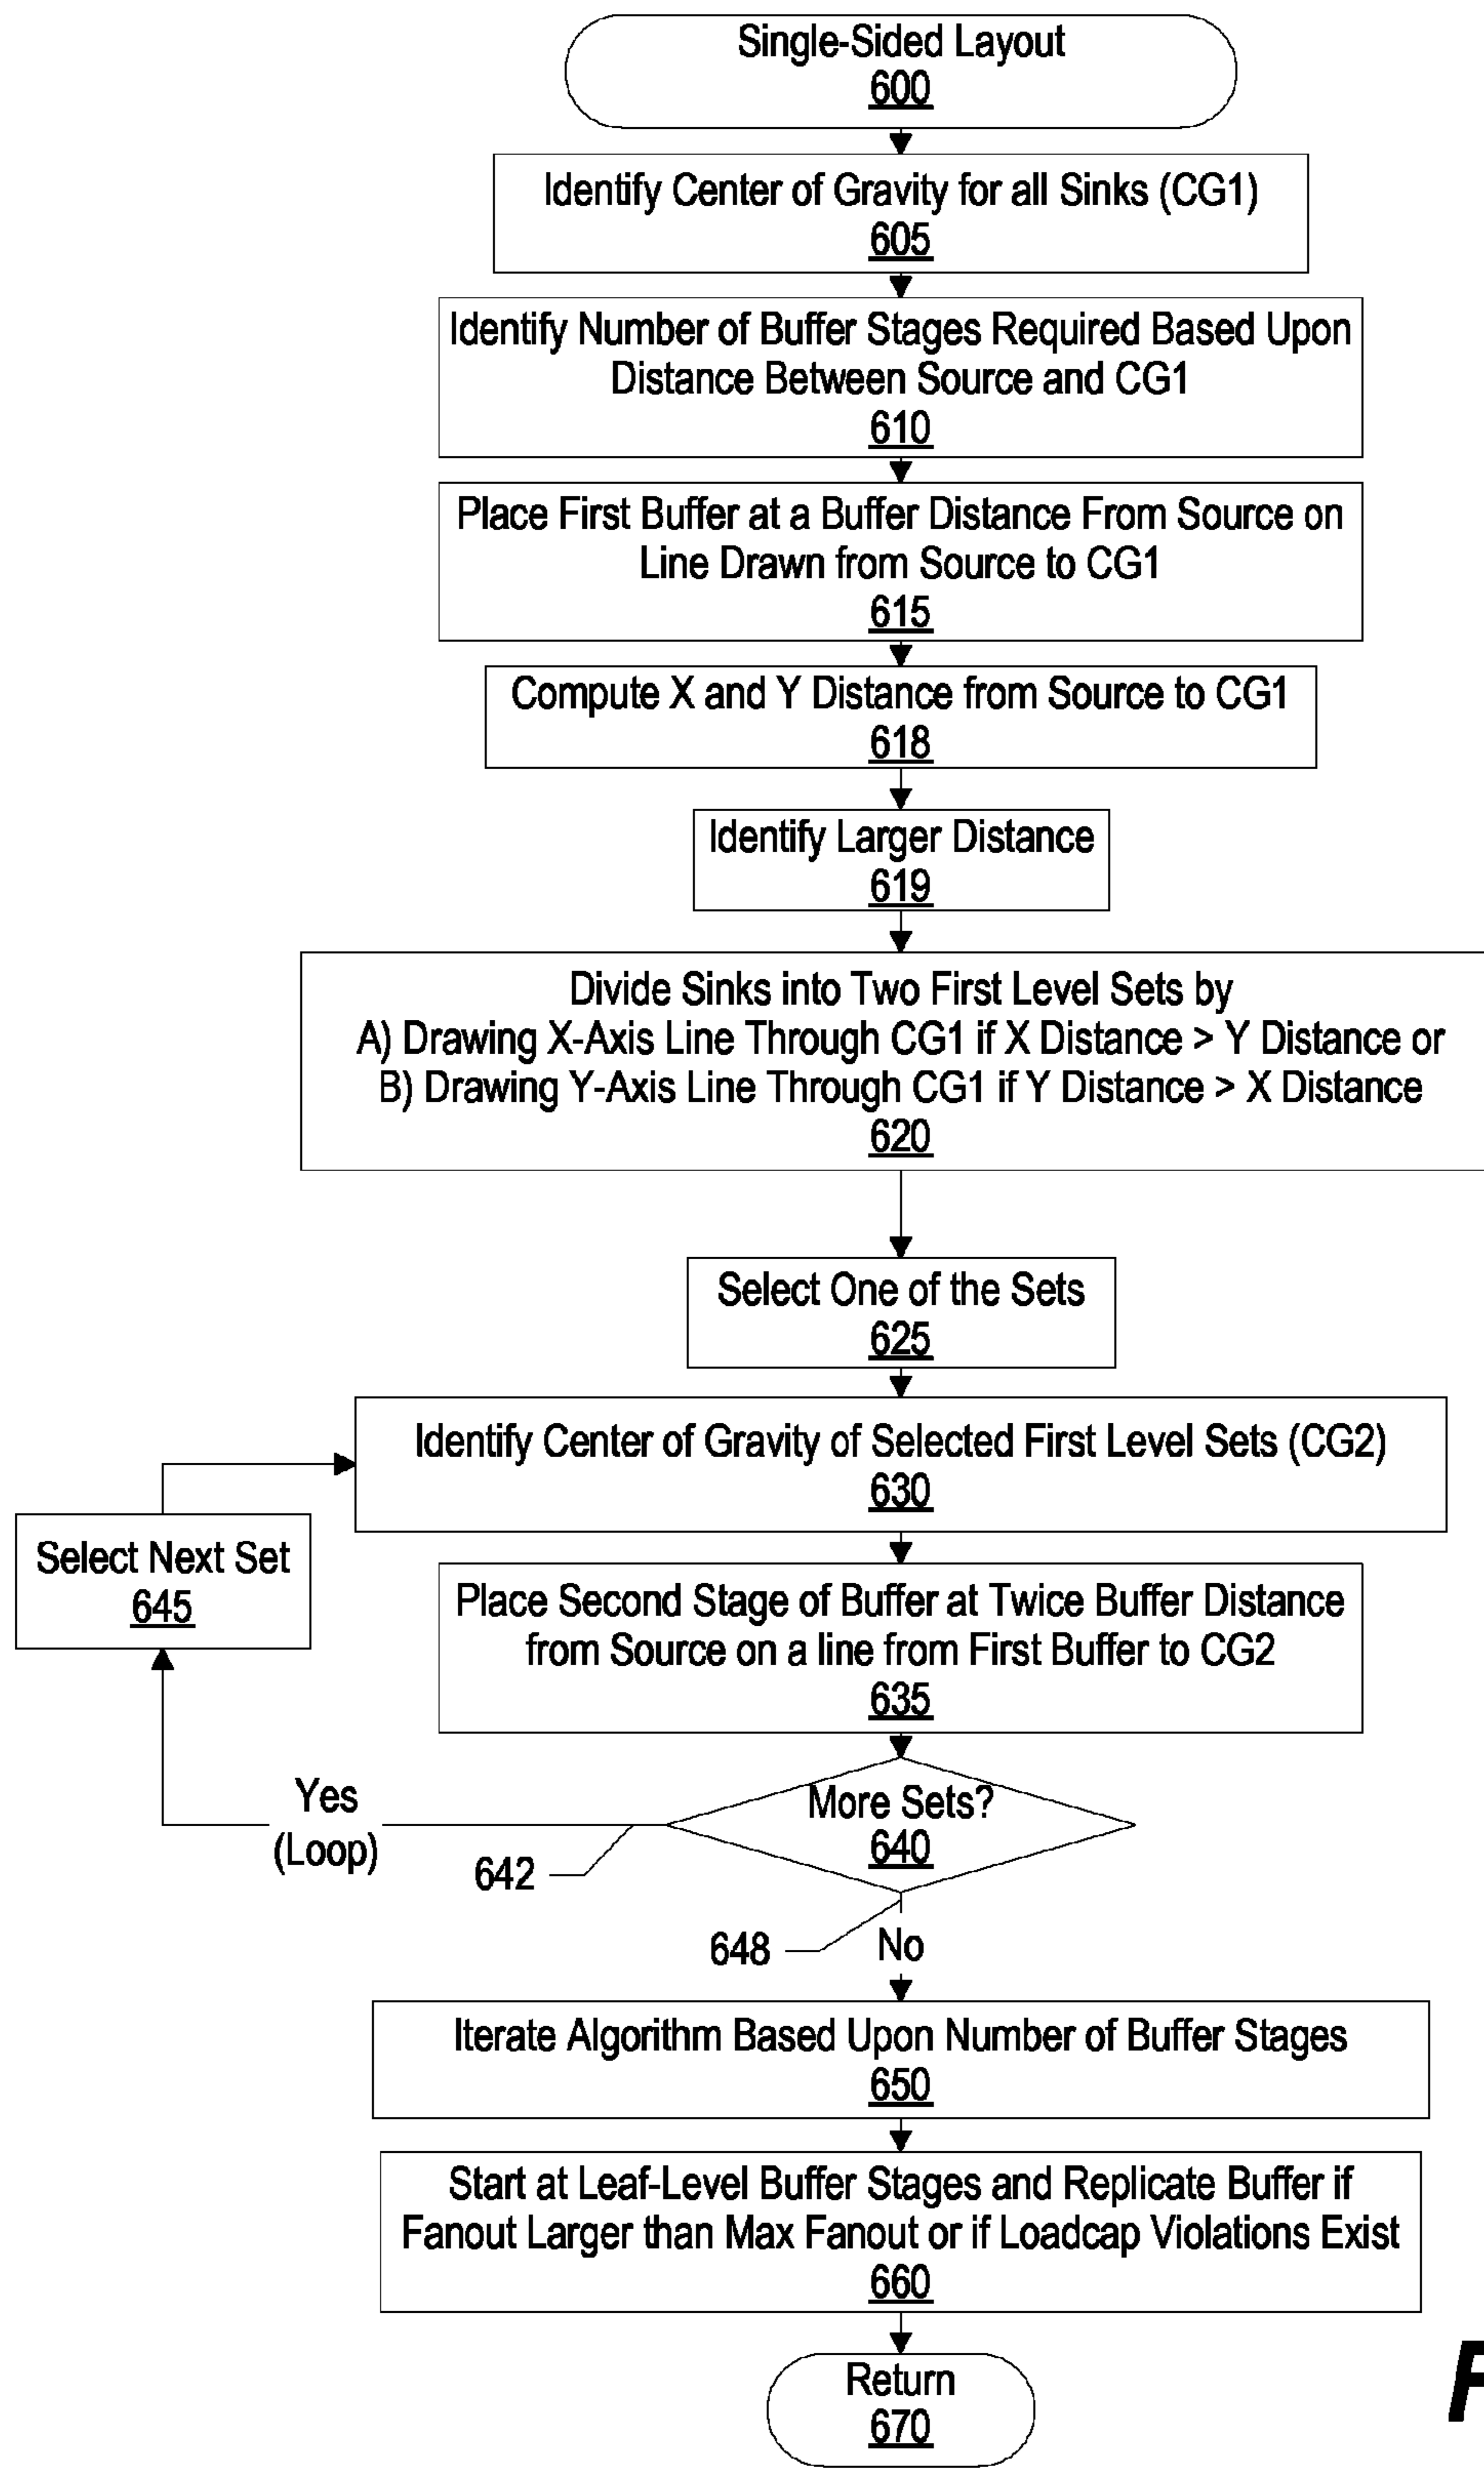 Single-Sided Layout
600
Identify Center of Gravity for all Sinks (CG1)
605
Identify Number of Buffer Stages Required Based Upon
Distance Between Source and CG1
610
Place First Buffer at a Buffer Distance From Source on
Line Drawn from Source to CG1
615
Compute X and Y Distance from Source to CG1
618
Identify Larger Distance
619
Divide Sinks into Two First Level Sets by
A) Drawing X-Axis Line Through CG1 if X Distance > Y Distance or
B) Drawing Y-Axis Line Through CG1 if Y Distance > X Distance
620
Select One of the Sets
625
Identify Center of Gravity of Selected First Level Sets (CG2)
630
Select Next Set
645
Place Second Stage of Buffer at Twice Buffer Distance
from Source on a line from First Buffer to CG2
635
More Sets?
640
Yes
(Loop)
642
648
No
Iterate Algorithm Based Upon Number of Buffer Stages
650
Start at Leaf-Level Buffer Stages and Replicate Buffer if
Fanout Larger than Max Fanout or if Loadcap Violations Exist
660
Return
670